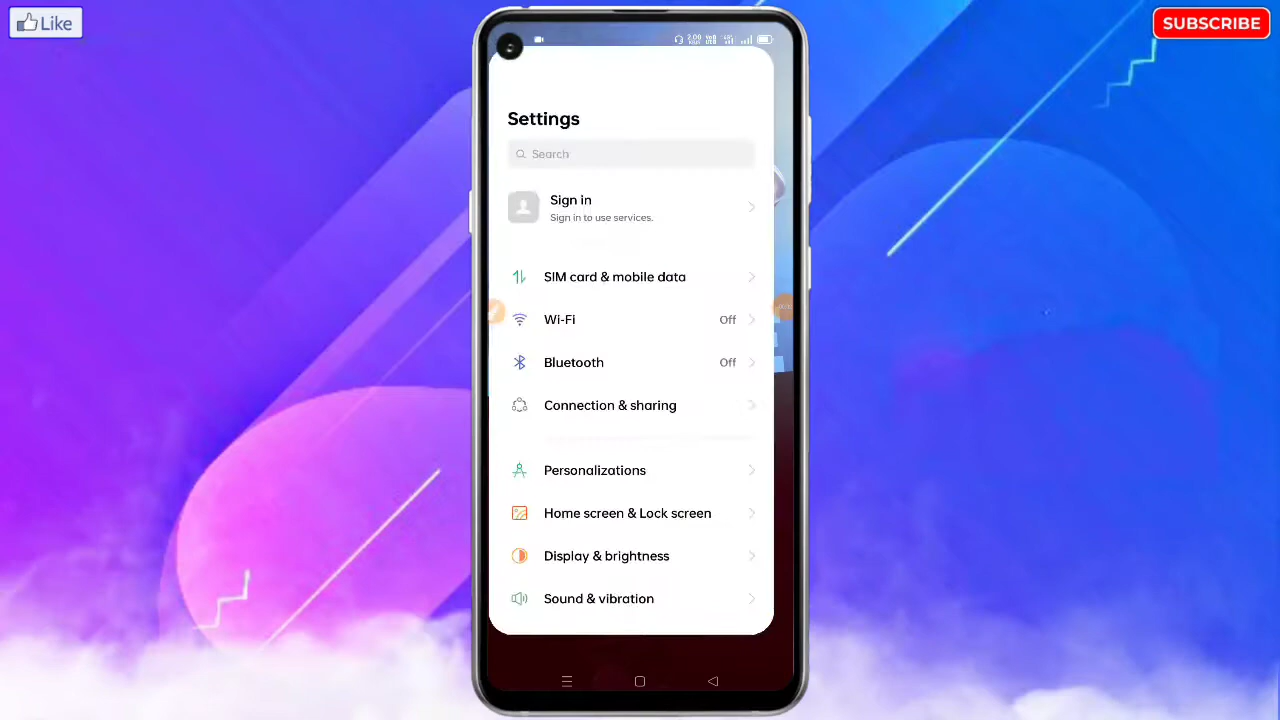 Like
SUBSCRIBE
Settings
Search
Sign in
Sign in to use services.
SIM card & mobile data
Wi-Fi
Off
Bluetooth
Off
Connection & sharing
Personalizations
Home screen & Lock screen
Display & brightness
Sound & vibration